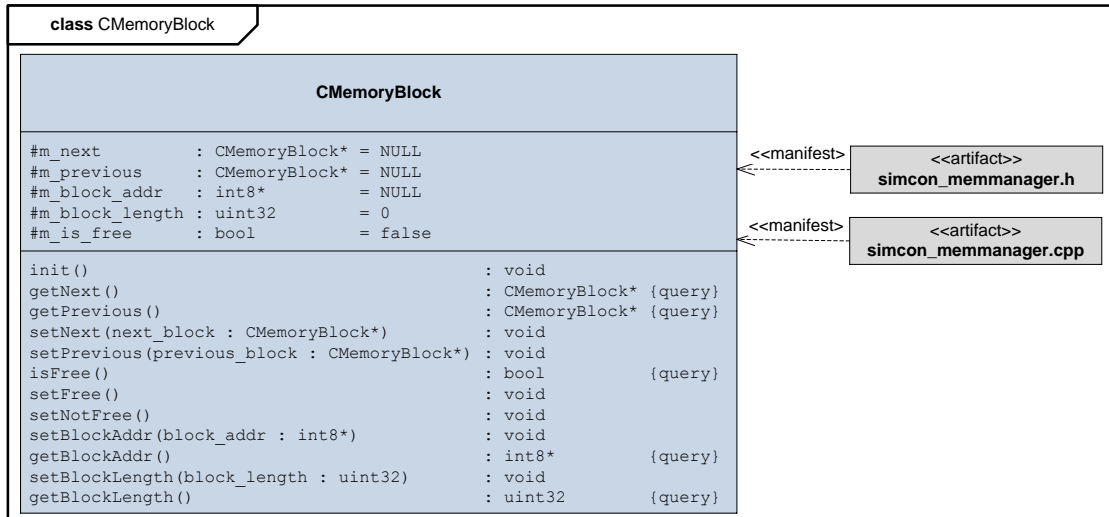 class CMemoryBlock
CMemoryBlock
#m_next : CMemoryBlock* = NULL
#m_previous : CMemoryBlock* = NULL
#m_block_addr : int8* = NULL
#m_block_length : uint32 = 0
#m_is_free : bool = false
<<manifest>
<<artifact>>
simcon_memmanager.h
<<manifest>
<<artifact>>
simcon_memmanager.cpp
init() : void
getNext() : CMemoryBlock* {query}
getPrevious() : CMemoryBlock* {query}
setNext(next_block : CMemoryBlock*) : void
setPrevious(previous_block : CMemoryBlock*) : void
isFree() : bool {query}
setFree() : void
setNotFree() : void
setBlockAddr(block_addr : int8*) : void
getBlockAddr() : int8* {query}
setBlockLength(block_length : uint32) : void
getBlockLength() : uint32 {query}